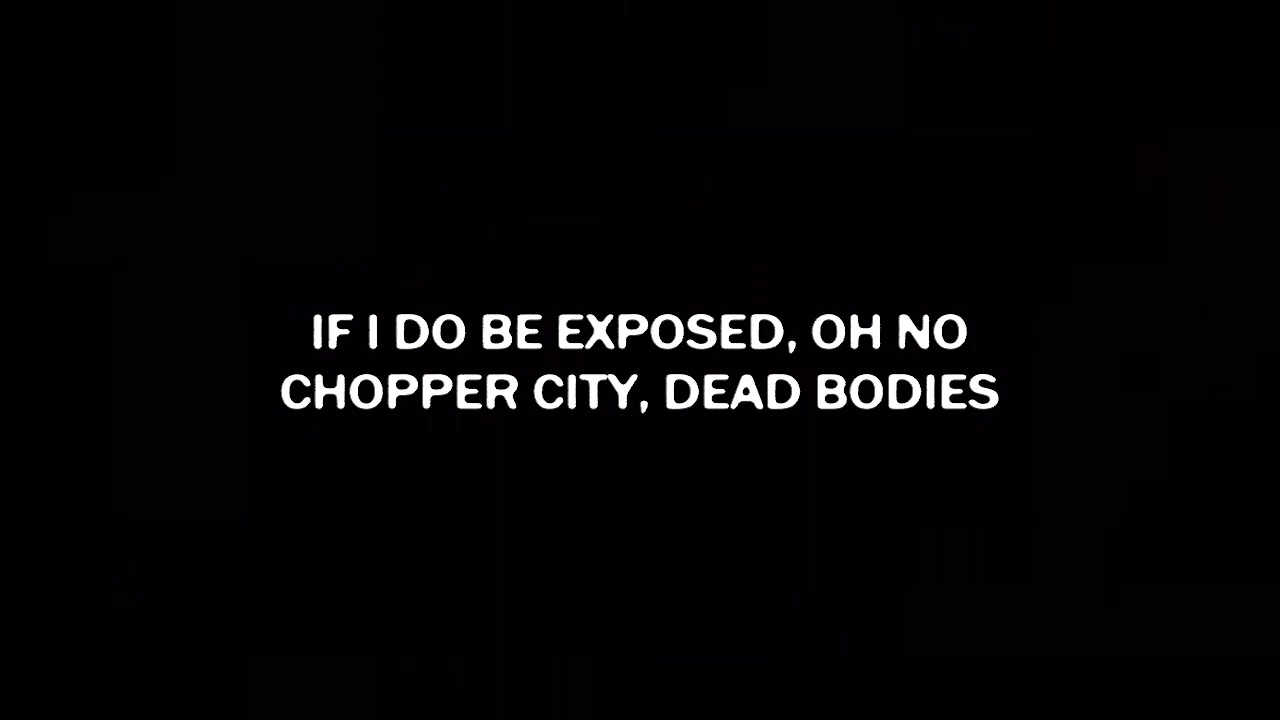 IF I DO BE EXPOSED, OH NO
CHOPPER CITY, DEAD BODIES